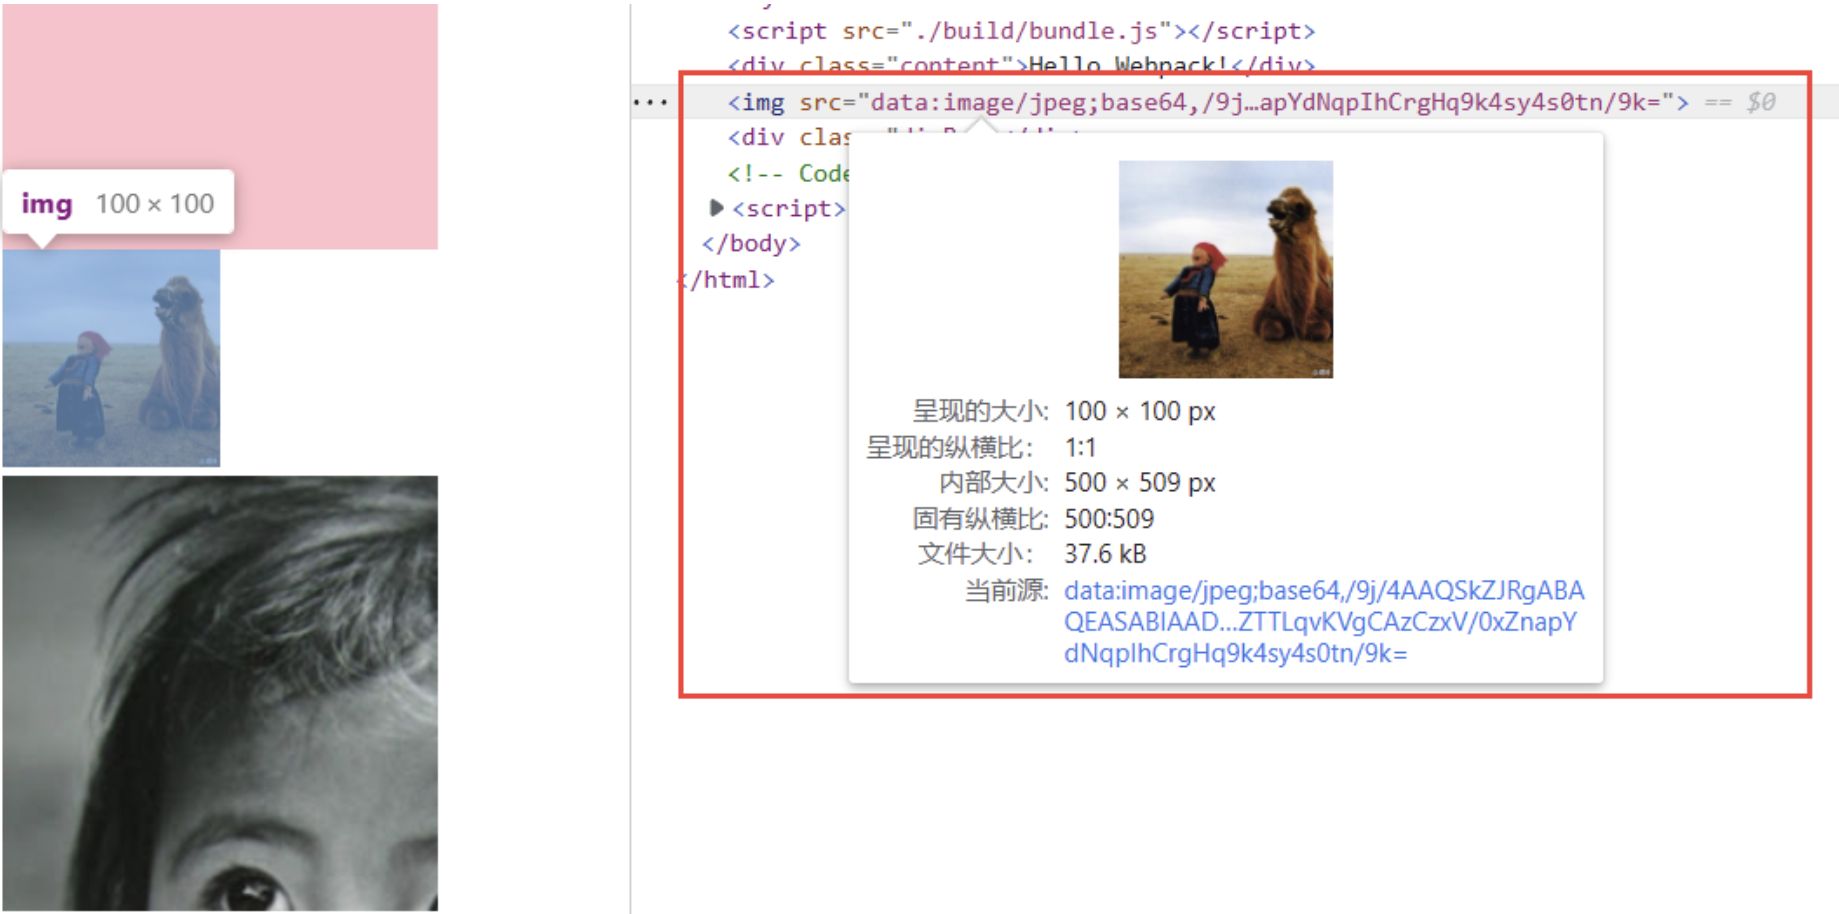 <script src="./build/bundle.js"></script>
<div class="content">Hello Webpack!</div>
... <img src="data:image/jpeg;base64,/9j…apYdNqpIhCrgHq9k4sy4s0tn/9k="> == $0
<div clas
<!-- Code
▶ <script>
</body>
</html>
img 100 × 100
呈现的大小: 100 × 100 px
呈现的纵横比: 1:1
内部大小: 500 × 509 px
固有纵横比: 500:509
文件大小: 37.6 kB
当前源: data:image/jpeg;base64,/9j/4AAQSkZJRgABA
QEASABIAAD…ZTTLqvKVgCAzCzxV/0xZnapY
dNqpIhCrgHq9k4sy4s0tn/9k=